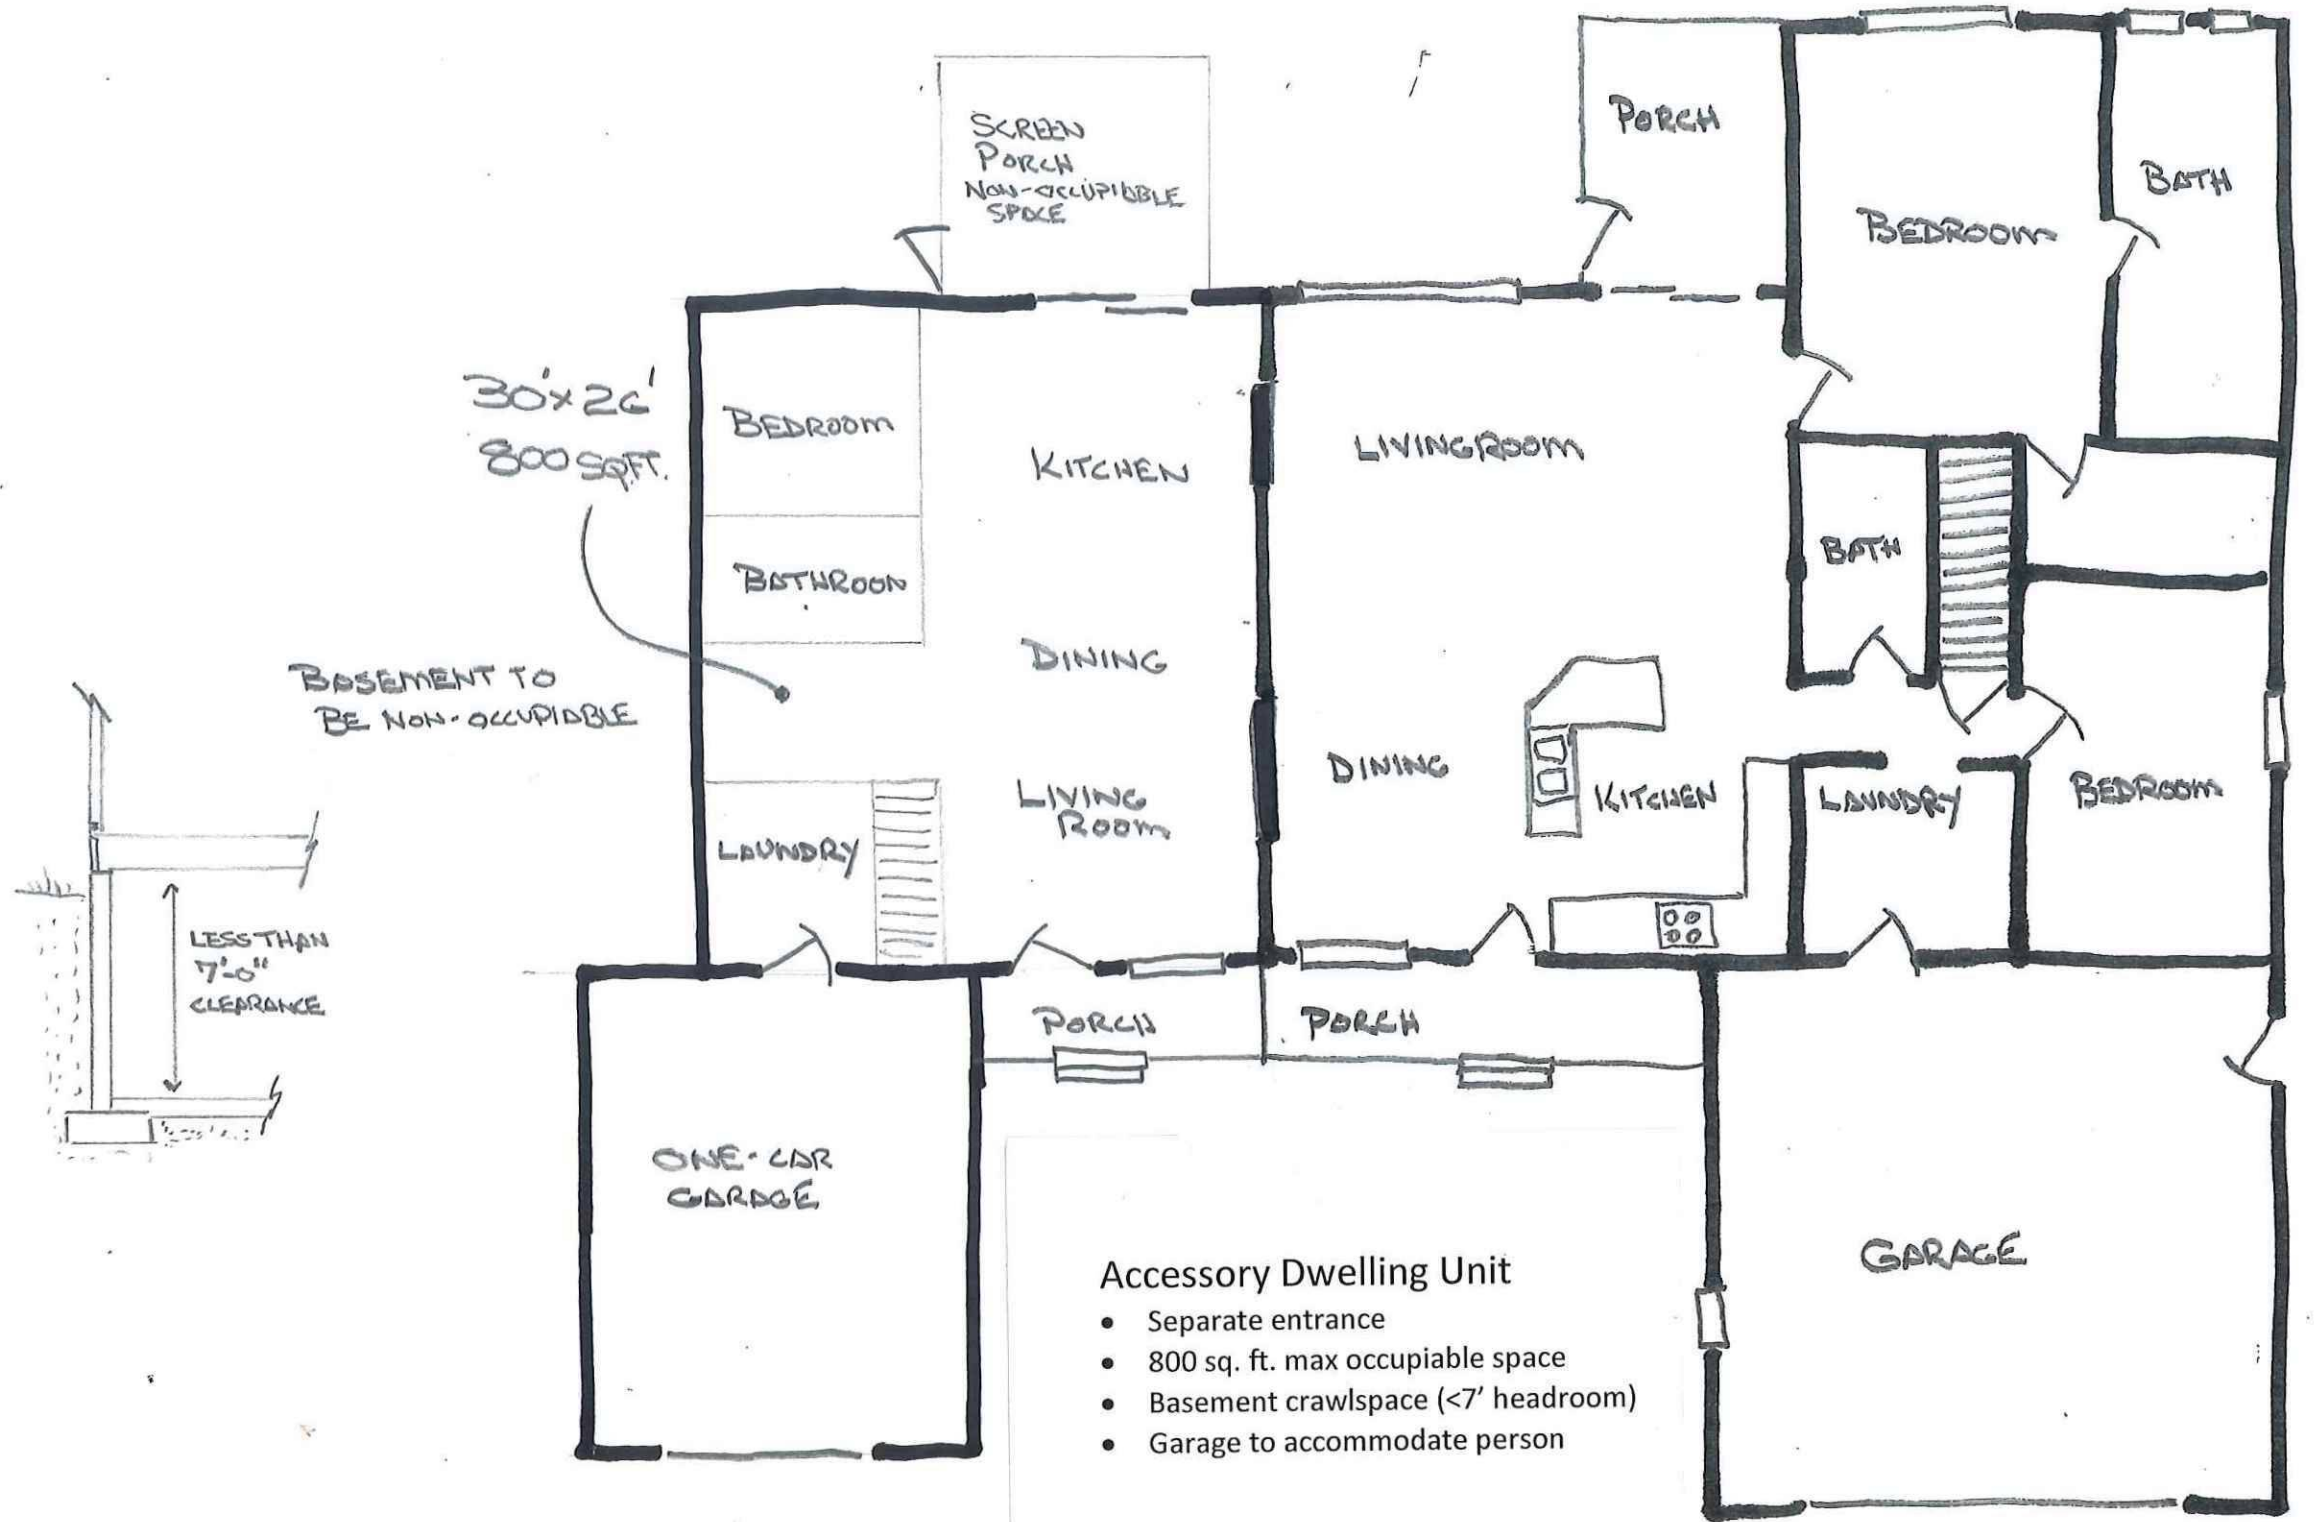 SCREEN
PORCH
NON-OCCUPIABLE
SPACE
PORCH
BEDROOM
BATH
30'x26'
800 SQ.FT.
BEDROOM
KITCHEN
LIVINGROOM
BATH
BATHROOM
DINING
BASEMENT TO
BE NON-OCCUPIABLE
DINING
KITCHEN
LAUNDRY
BEDROOM
LIVING
ROOM
LAUNDRY
LESS THAN
7'-0"
CLEARANCE
PORCH
PORCH
ONE-CAR
GARAGE
GARAGE
Accessory Dwelling Unit
• Separate entrance
• 800 sq. ft. max occupiable space
• Basement crawlspace (<7’ headroom)
• Garage to accommodate person